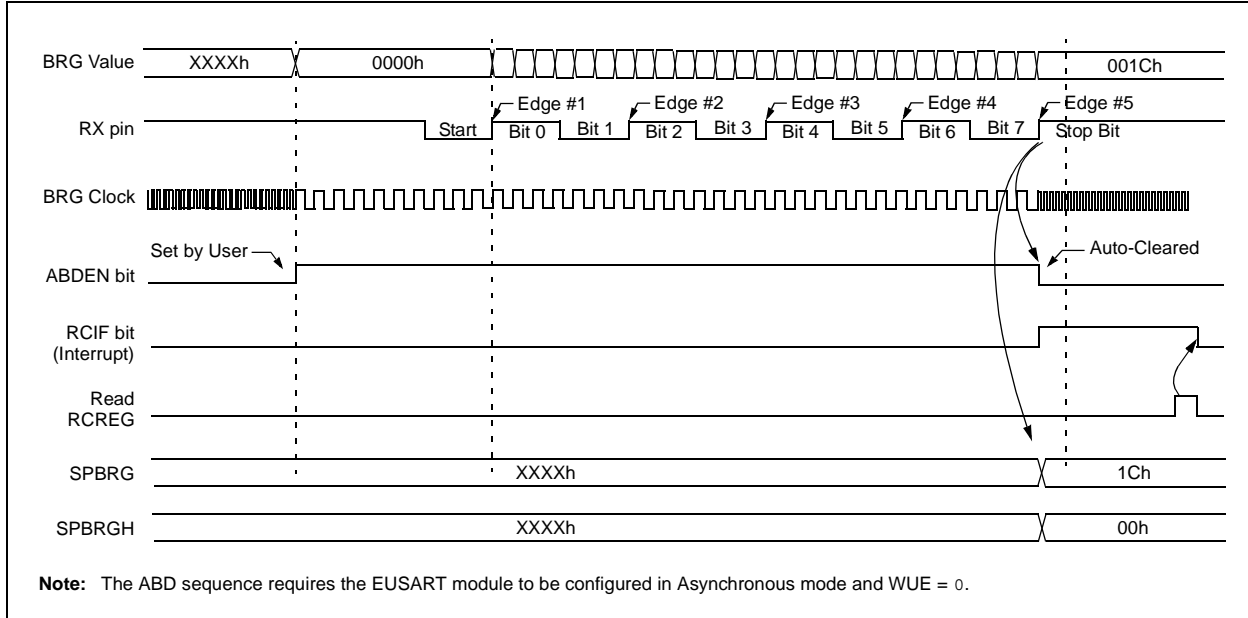 BRG Value XXXXh 0000h 001Ch
Edge #1 Edge #2 Edge #3 Edge #4 Edge #5
RX pin Start Bit 0 Bit 1 Bit 2 Bit 3 Bit 4 Bit 5 Bit 6 Bit 7 Stop Bit
BRG Clock
Set by User Auto-Cleared
ABDEN bit
RCIF bit
(Interrupt)
Read
RCREG
SPBRG XXXXh 1Ch
SPBRGH XXXXh 00h
Note: The ABD sequence requires the EUSART module to be configured in Asynchronous mode and WUE = 0.